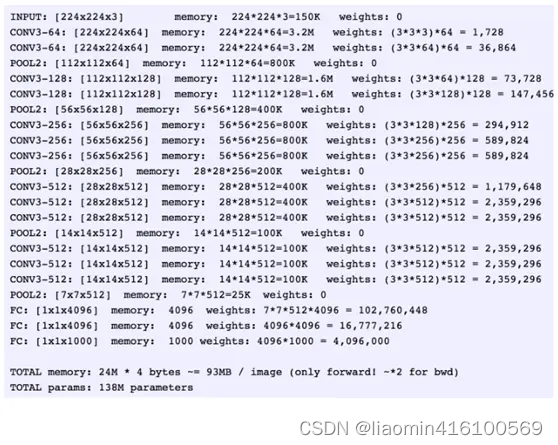 INPUT: [224x224x3] memory: 224*224*3=150K weights: 0
CONV3-64: [224x224x64] memory: 224*224*64=3.2M weights: (3*3*3)*64 = 1,728
CONV3-64: [224x224x64] memory: 224*224*64=3.2M weights: (3*3*64)*64 = 36,864
POOL2: [112x112x64] memory: 112*112*64=800K weights: 0
CONV3-128: [112x112x128] memory: 112*112*128=1.6M weights: (3*3*64)*128 = 73,728
CONV3-128: [112x112x128] memory: 112*112*128=1.6M weights: (3*3*128)*128 = 147,456
POOL2: [56x56x128] memory: 56*56*128=400K weights: 0
CONV3-256: [56x56x256] memory: 56*56*256=800K weights: (3*3*128)*256 = 294,912
CONV3-256: [56x56x256] memory: 56*56*256=800K weights: (3*3*256)*256 = 589,824
CONV3-256: [56x56x256] memory: 56*56*256=800K weights: (3*3*256)*256 = 589,824
POOL2: [28x28x256] memory: 28*28*256=200K weights: 0
CONV3-512: [28x28x512] memory: 28*28*512=400K weights: (3*3*256)*512 = 1,179,648
CONV3-512: [28x28x512] memory: 28*28*512=400K weights: (3*3*512)*512 = 2,359,296
CONV3-512: [28x28x512] memory: 28*28*512=400K weights: (3*3*512)*512 = 2,359,296
POOL2: [14x14x512] memory: 14*14*512=100K weights: 0
CONV3-512: [14x14x512] memory: 14*14*512=100K weights: (3*3*512)*512 = 2,359,296
CONV3-512: [14x14x512] memory: 14*14*512=100K weights: (3*3*512)*512 = 2,359,296
CONV3-512: [14x14x512] memory: 14*14*512=100K weights: (3*3*512)*512 = 2,359,296
POOL2: [7x7x512] memory: 7*7*512=25K weights: 0
FC: [1x1x4096] memory: 4096 weights: 7*7*512*4096 = 102,760,448
FC: [1x1x4096] memory: 4096 weights: 4096*4096 = 16,777,216
FC: [1x1x1000] memory: 1000 weights: 4096*1000 = 4,096,000
TOTAL memory: 24M * 4 bytes ~= 93MB / image (only forward! ~*2 for bwd)
TOTAL params: 138M parameters
CSDN @liaomin416100569